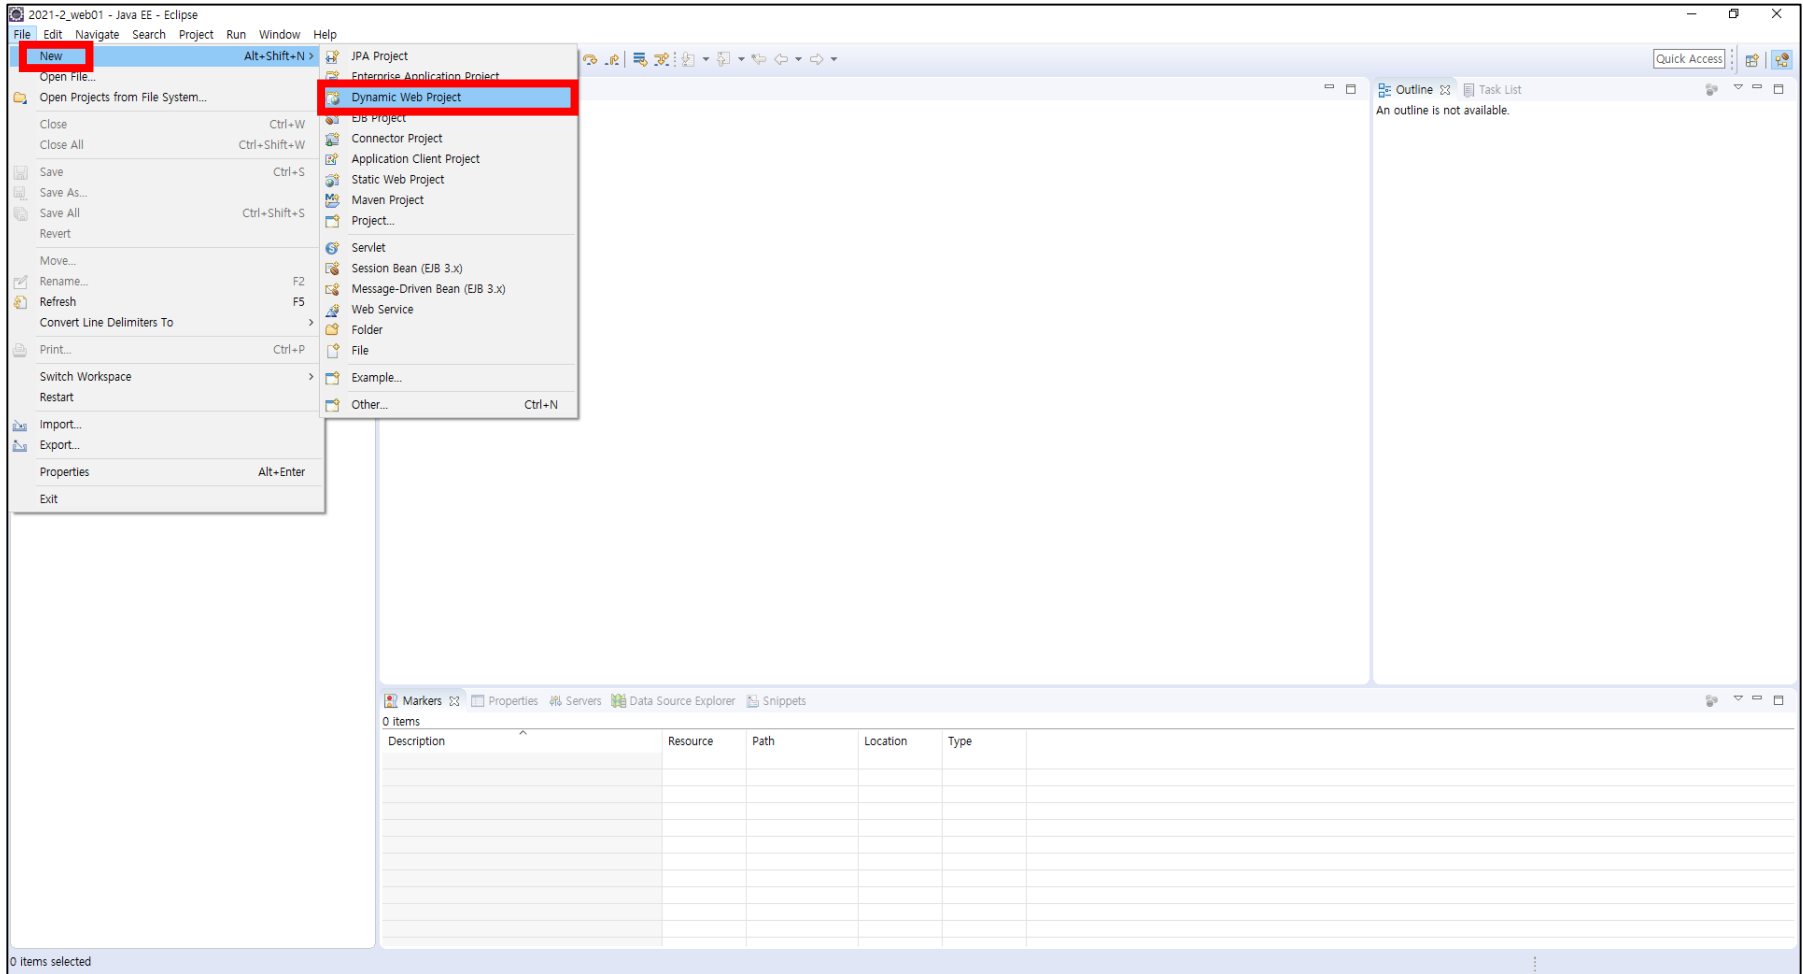 2021-2_web01 - Java EE - Eclipse
File Edit Navigate Search Project Run Window Help
New Alt+Shift+N
Open File...
Open Projects from File System...
Close Ctrl+W
Close All Ctrl+Shift+W
Save Ctrl+S
Save As...
Save All Ctrl+Shift+S
Revert
Move...
Rename... F2
Refresh F5
Convert Line Delimiters To
Print... Ctrl+P
Switch Workspace
Restart
Import...
Export...
Properties Alt+Enter
Exit
JPA Project
Enterprise Application Project
Dynamic Web Project
EJB Project
Connector Project
Application Client Project
Static Web Project
Maven Project
Project...
Servlet
Session Bean (EJB 3.x)
Message-Driven Bean (EJB 3.x)
Web Service
Folder
File
Example...
Other... Ctrl+N
Quick Access
Outline Task List
An outline is not available.
Markers Properties Servers Data Source Explorer Snippets
0 items
Description Resource Path Location Type
0 items selected